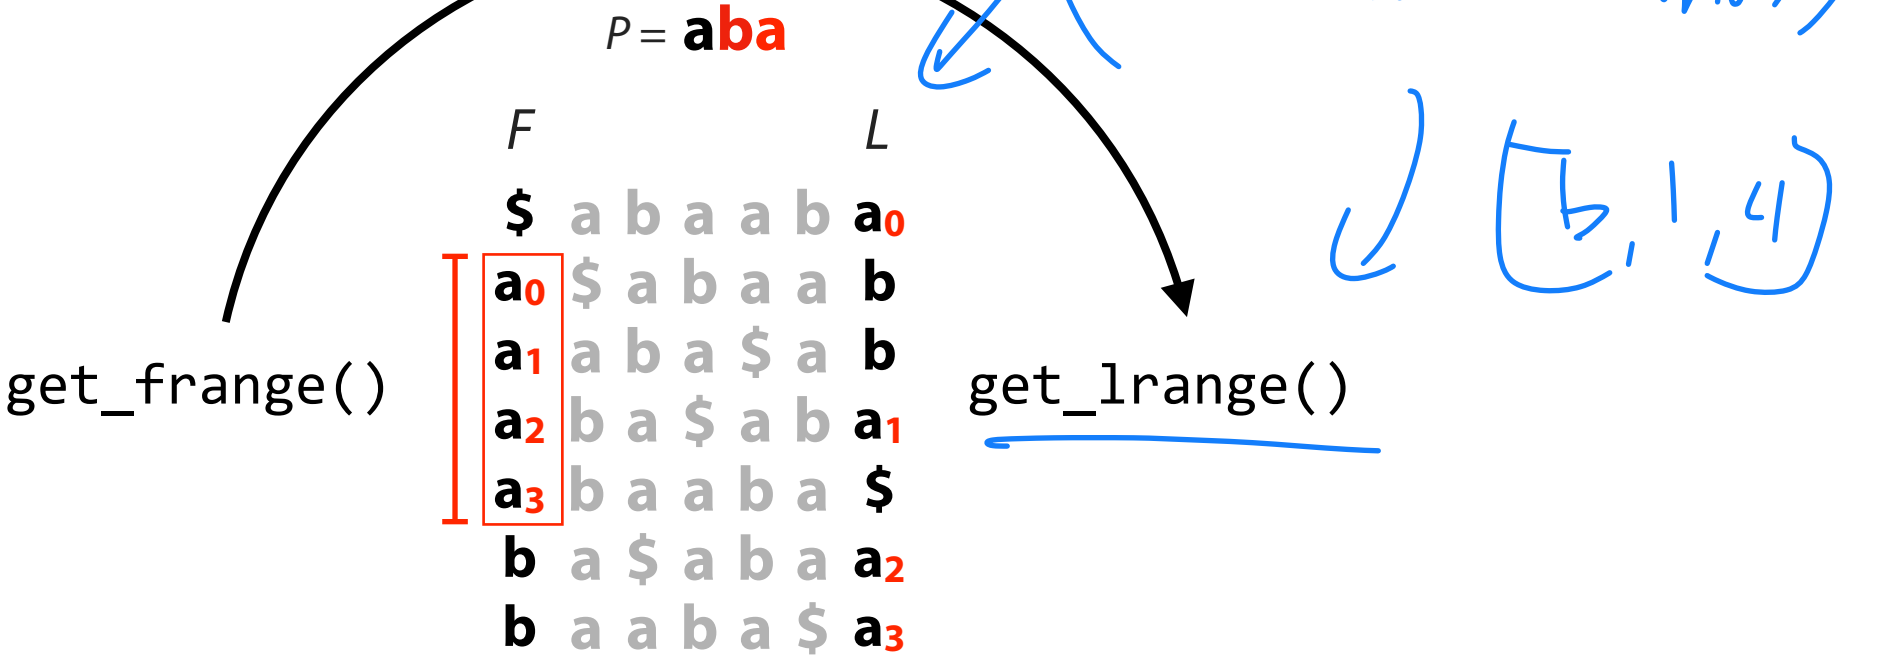 P = aba
F L
$ a b a a b a0
a0 $ a b a a b
a1 a b a $ a b
a2 b a $ a b a1
a3 b a a b a $
b a $ a b a a2
b a a b a $ a3
get_frange()
get_lrange()
b, 1, 4